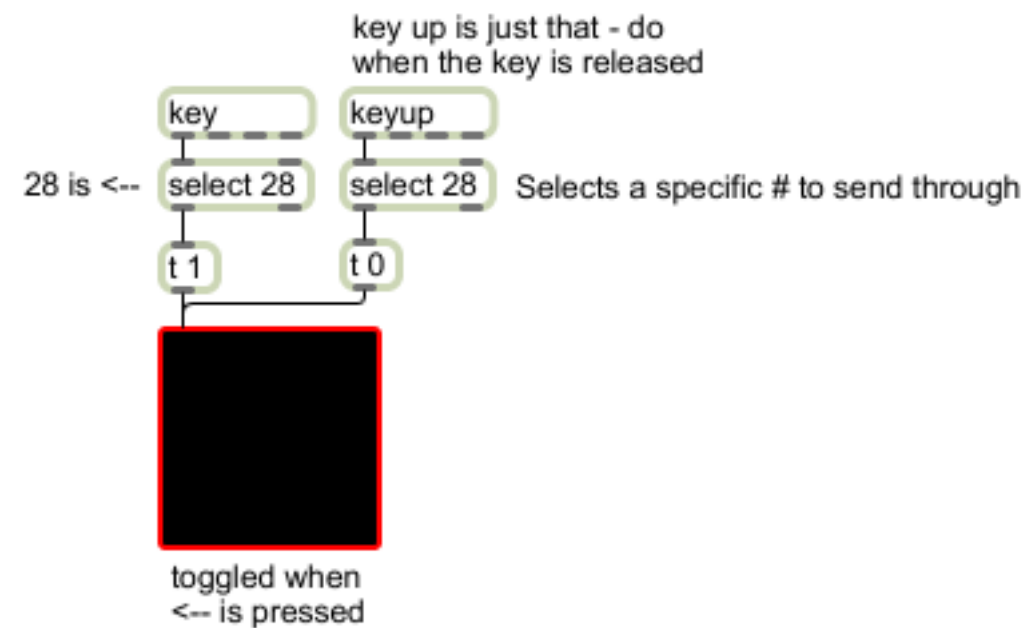 key up is just that - do
when the key is released
key
keyup
28 is <--
select 28
select 28
Selects a specific # to send through
t 1
t 0
toggled when
<-- is pressed